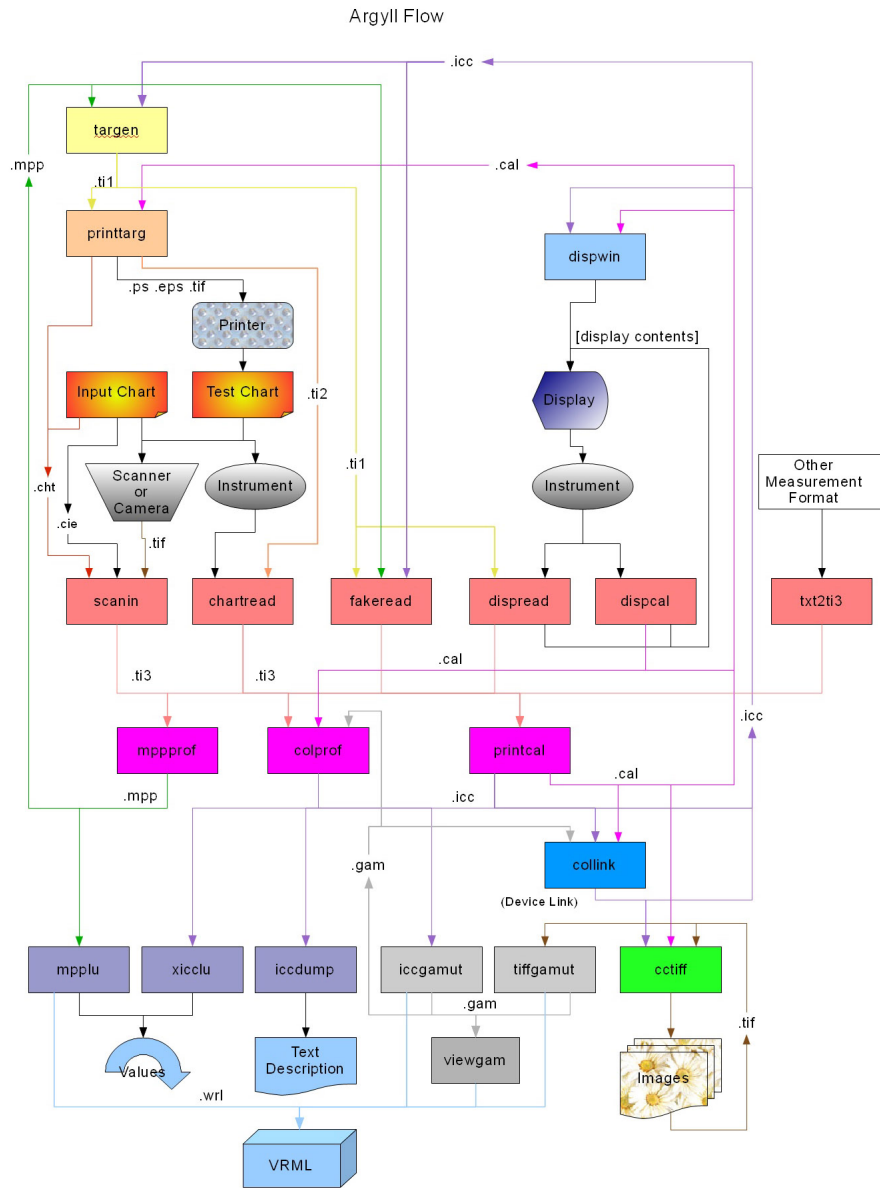 Argyll Flow
.icc
targen
.mpp
.cal
.ti1
printtarg
dispwin
.ps .eps .tif
Printer
[display contents]
Input Chart
Test Chart
.ti2
Display
.ti1
Other
Measurement
Format
Scanner
or
Camera
Instrument
Instrument
.cht
.cie
.tif
scanin
chartread
fakeread
dispread
dispcal
txt2ti3
.cal
.ti3
.ti3
.icc
mppprof
colprof
printcal
.cal
.mpp
.icc
.gam
collink
(Device Link)
mpplu
xicclu
iccdump
iccgamut
tiffgamut
cctiff
.gam
.tif
Values
Text
Description
viewgam
Images
.wrl
VRML